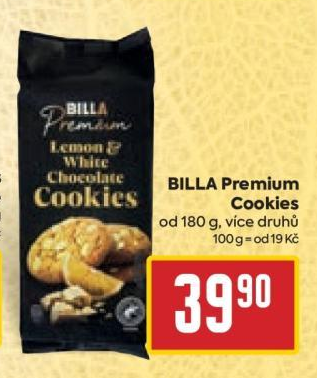 BILLA
Premium
Lemon &
White
Chocolate
Cookies
BILLA Premium
Cookies
od 180 g, více druhů
100 g = od 19 Kč
39 90